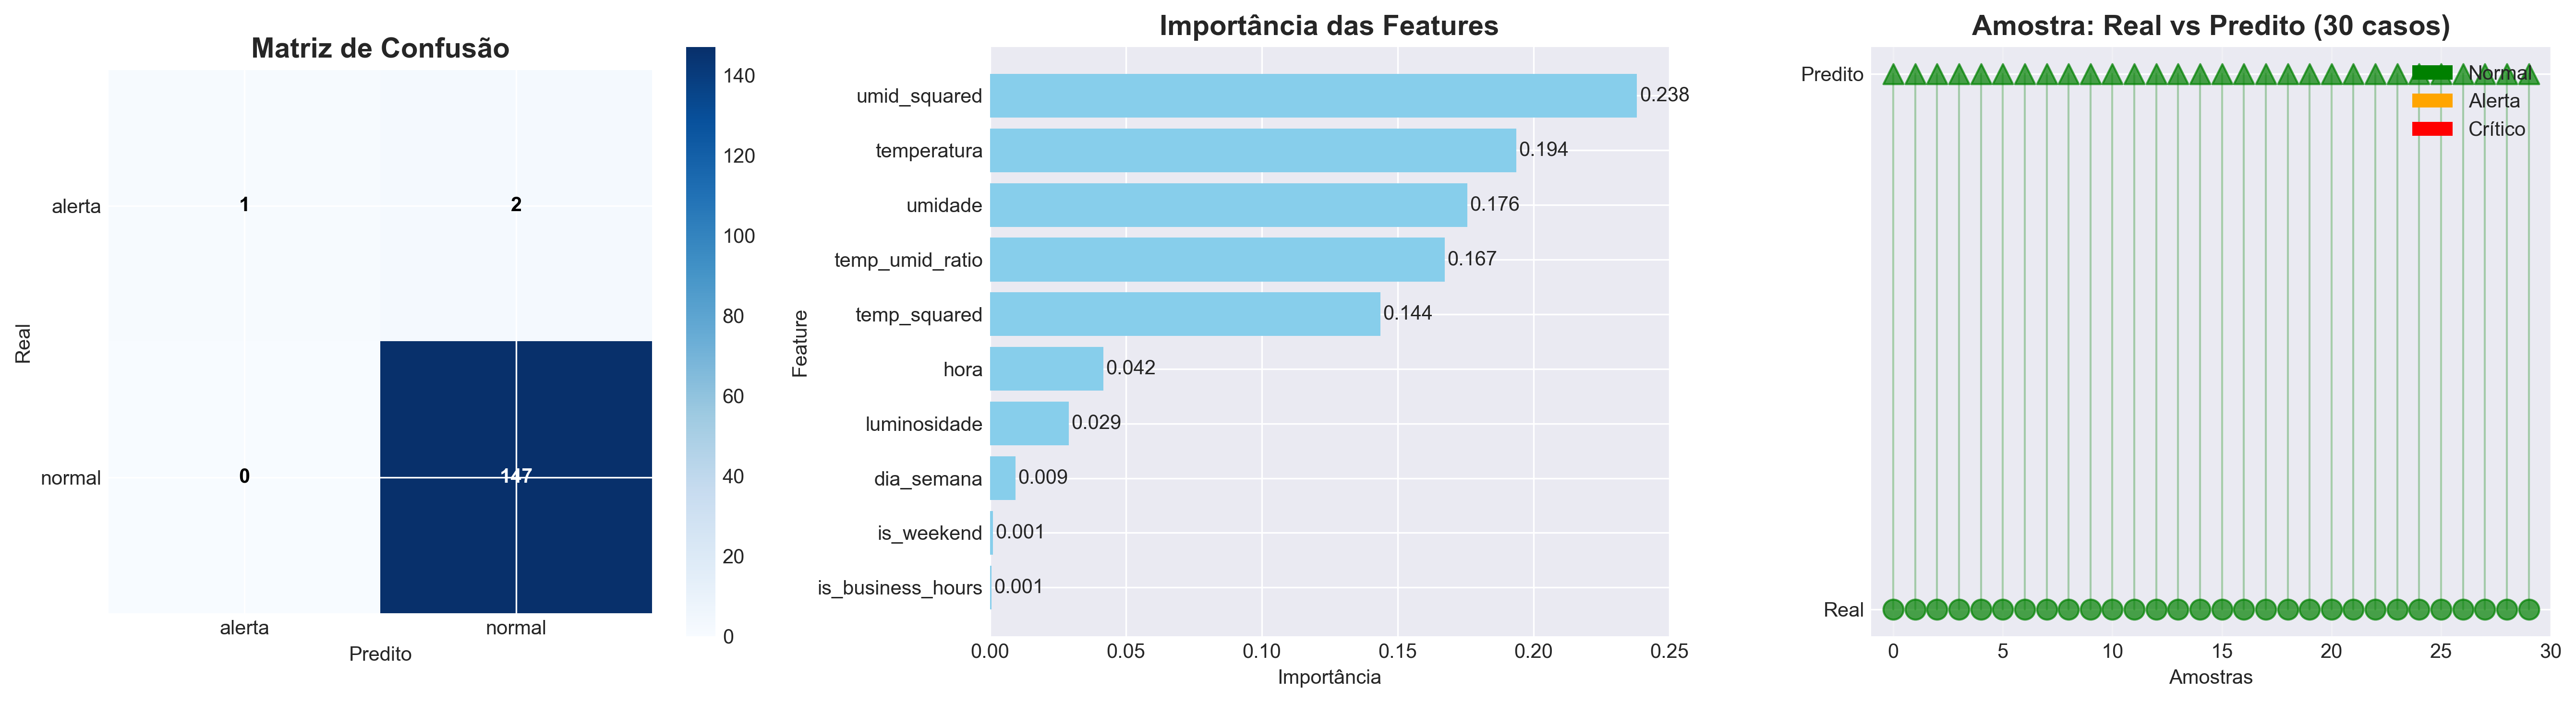 Matriz de Confusão
Real
alerta
normal
1
2
0
147
alerta
normal
Predito
140
120
100
80
60
40
20
0
Importância das Features
Feature
umid_squared
0.238
temperatura
0.194
umidade
0.176
temp_umid_ratio
0.167
temp_squared
0.144
hora
0.042
luminosidade
0.029
dia_semana
0.009
is_weekend
0.001
is_business_hours
0.001
0.00
0.05
0.10
0.15
0.20
0.25
Importância
Amostra: Real vs Predito (30 casos)
Predito
Real
Normal
Alerta
Crítico
0
5
10
15
20
25
30
Amostras